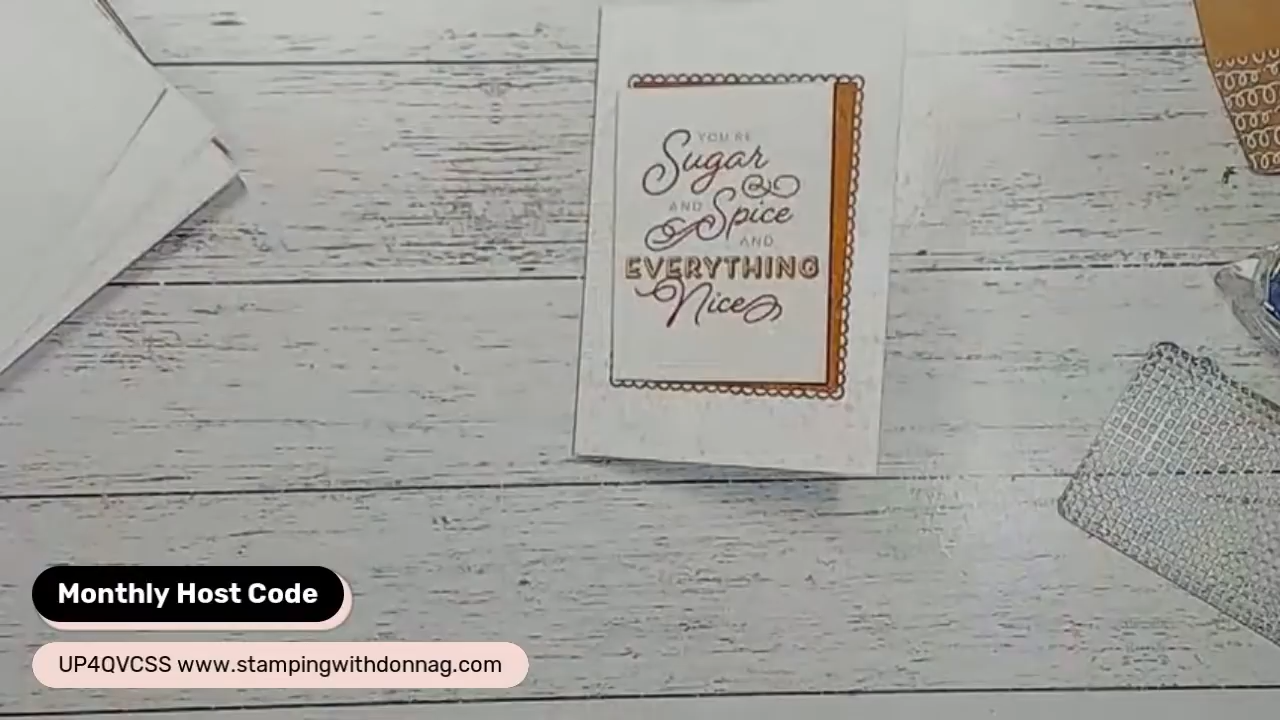 YOU'RE
Sugar
AND Spice
AND
EVERYTHING
Nice
Monthly Host Code
UP4QVCSS www.stampingwithdonnag.com